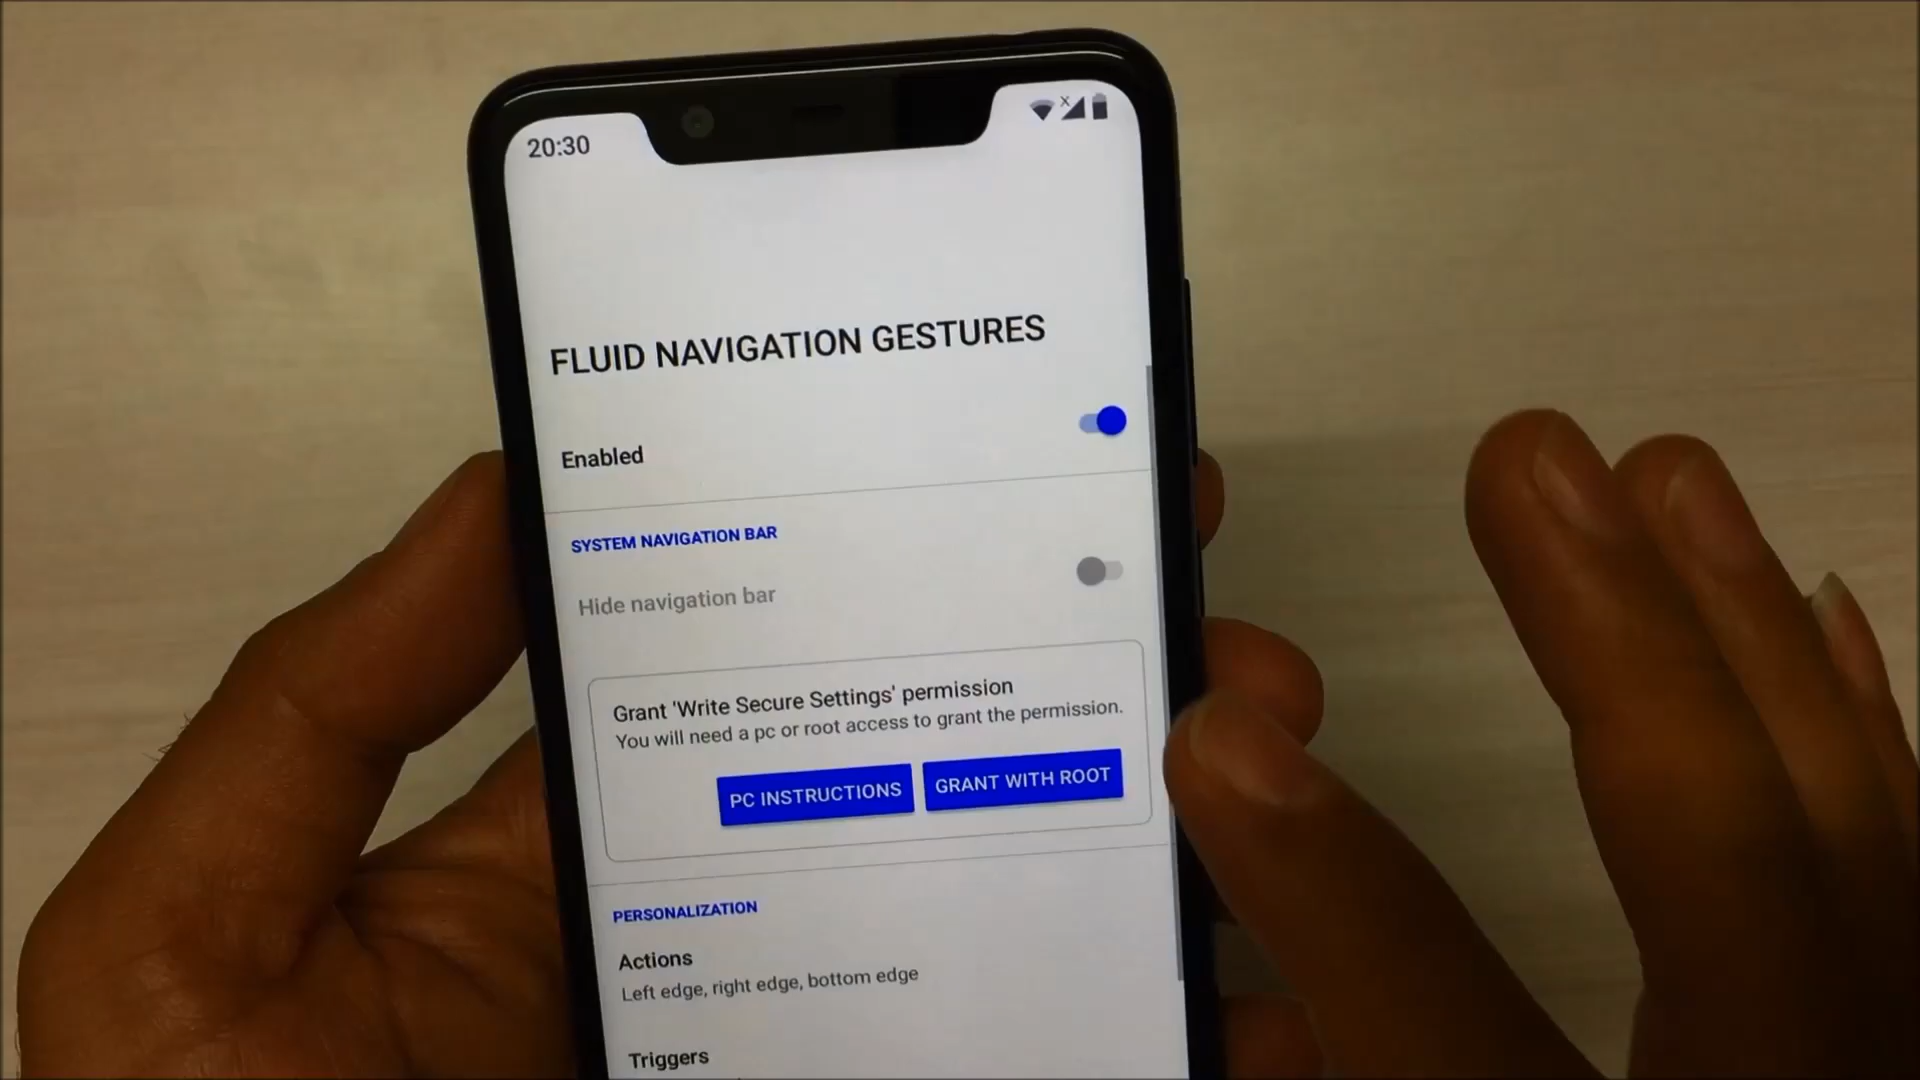 20:30
FLUID NAVIGATION GESTURES
Enabled
SYSTEM NAVIGATION BAR
Hide navigation bar
Grant 'Write Secure Settings' permission
You will need a pc or root access to grant the permission.
PC INSTRUCTIONS
GRANT WITH ROOT
PERSONALIZATION
Actions
Left edge, right edge, bottom edge
Triggers